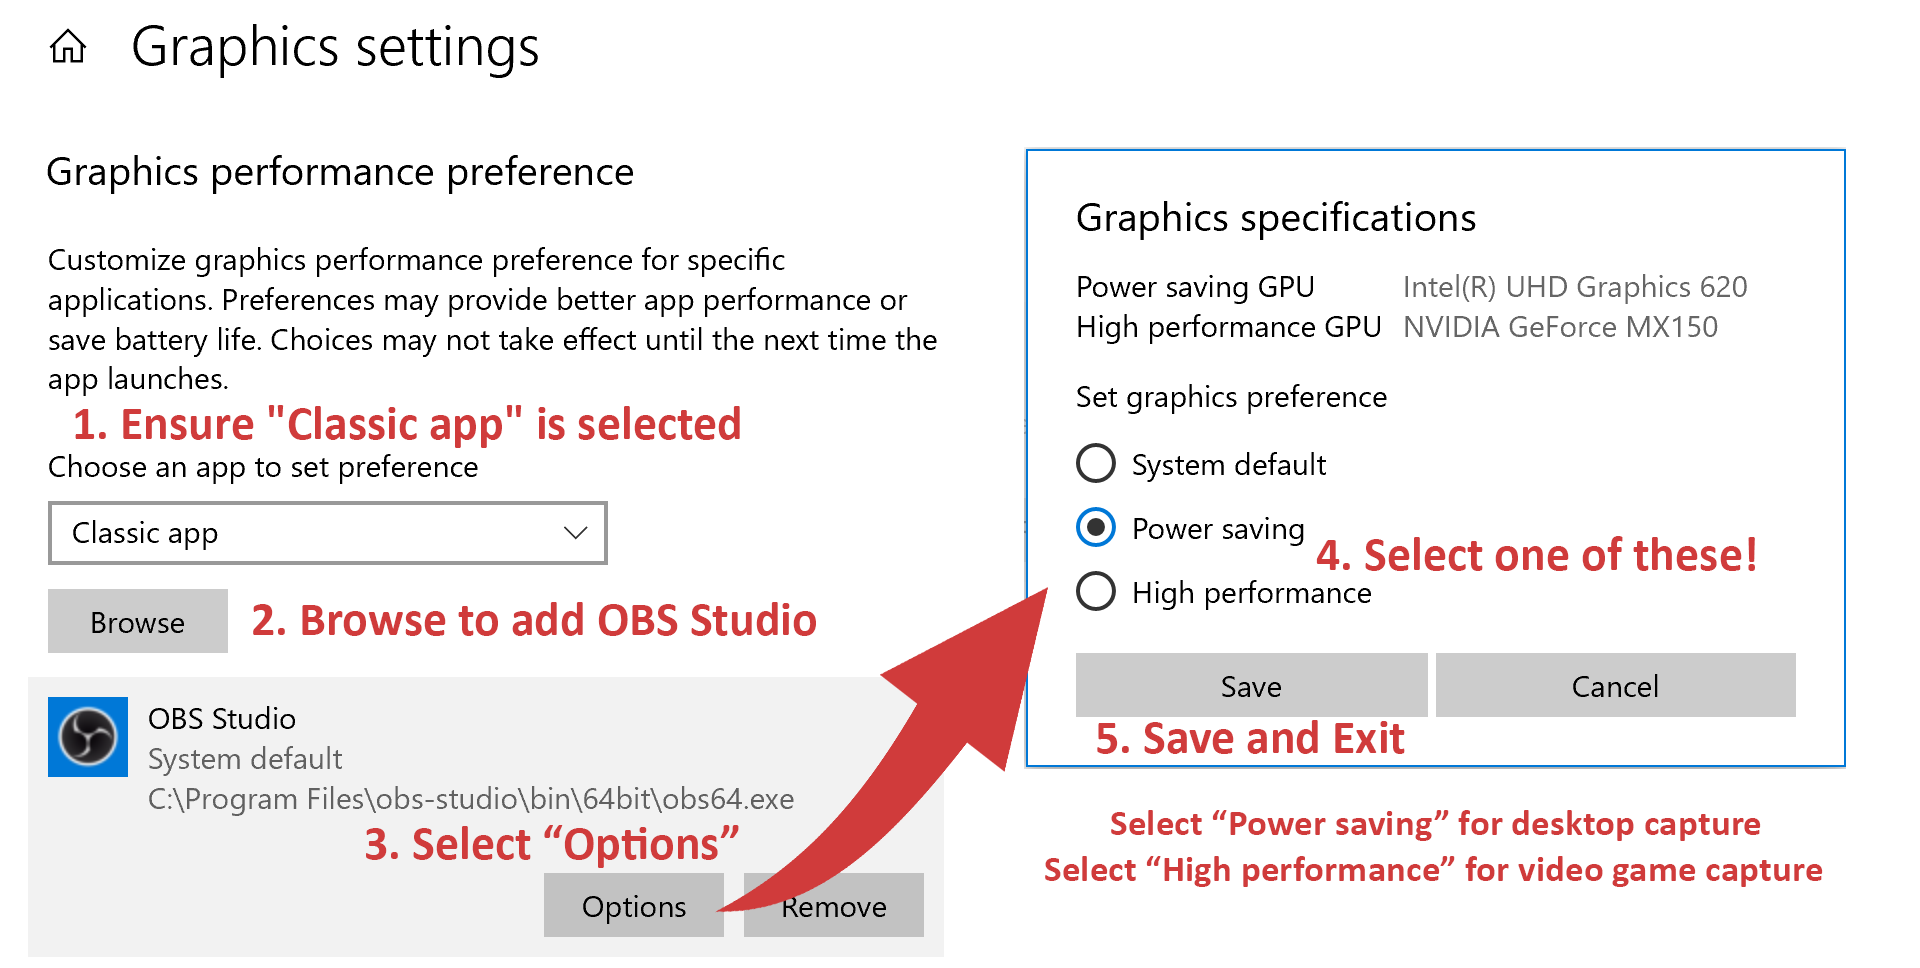 Graphics settings
Graphics performance preference
Customize graphics performance preference for specific
applications. Preferences may provide better app performance or
save battery life. Choices may not take effect until the next time the
app launches.
1. Ensure "Classic app" is selected
Choose an app to set preference
Classic app
Browse
2. Browse to add OBS Studio
OBS Studio
System default
C:\Program Files\obs-studio\bin\64bit\obs64.exe
3. Select “Options”
Options
Remove
Graphics specifications
Power saving GPU Intel(R) UHD Graphics 620
High performance GPU NVIDIA GeForce MX150
Set graphics preference
System default
Power saving
4. Select one of these!
High performance
Save
Cancel
5. Save and Exit
Select “Power saving” for desktop capture
Select “High performance” for video game capture